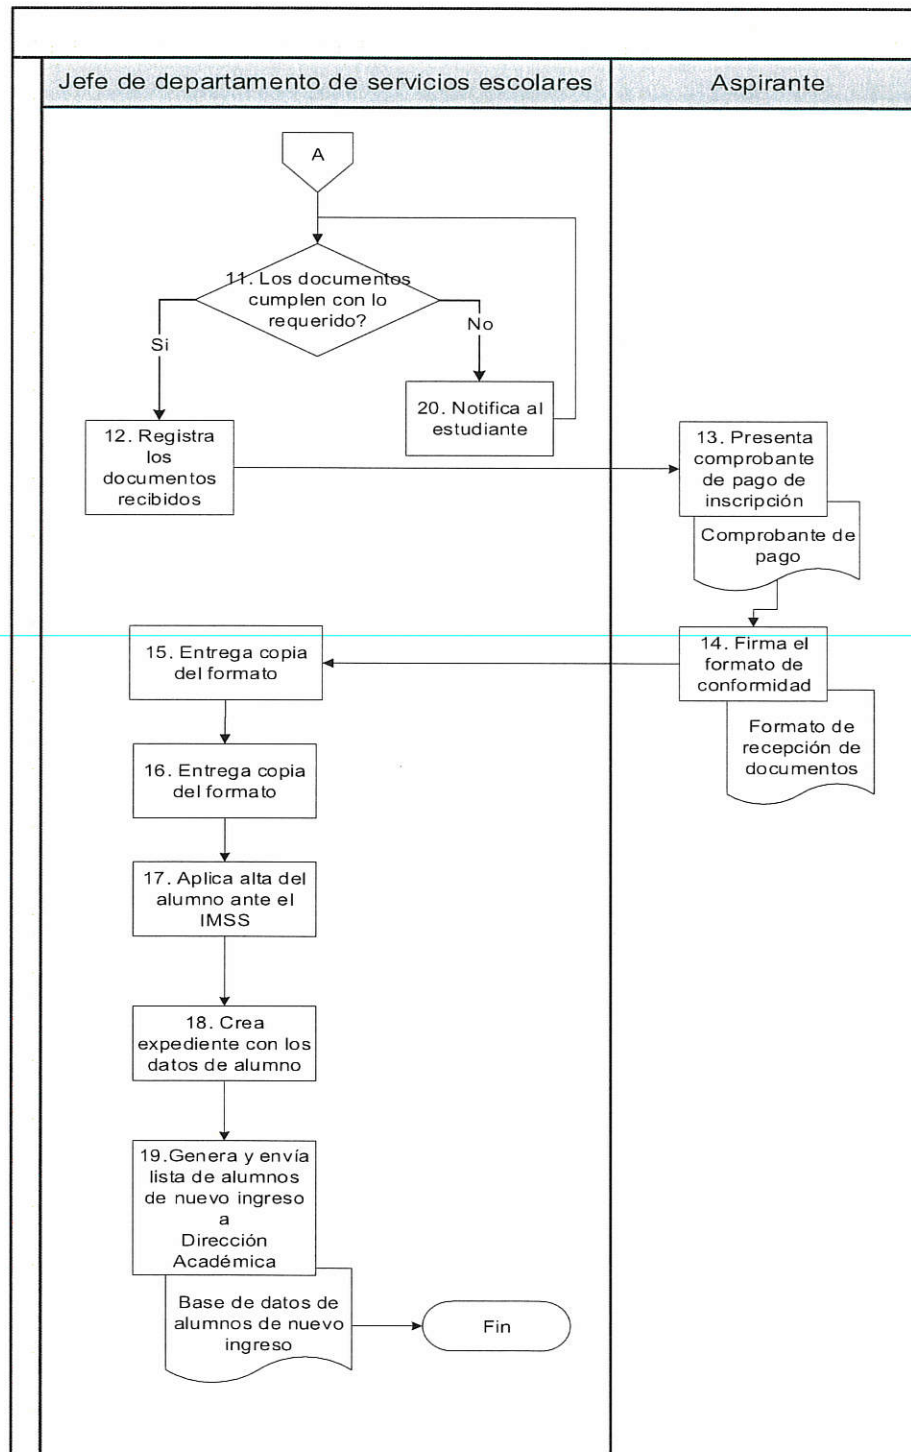 Jefe de departamento de servicios escolares
Aspirante
A
11. Los documentos
cumplen con lo
requerido?
Si
No
20. Notifica al
estudiante
12. Registra
los
documentos
recibidos
13. Presenta
comprobante
de pago de
inscripción
Comprobante de
pago
14. Firma el
formato de
conformidad
Formato de
recepción de
documentos
15. Entrega copia
del formato
16. Entrega copia
del formato
17. Aplica alta del
alumno ante el
IMSS
18. Crea
expediente con los
datos de alumno
19.Genera y envía
lista de alumnos
de nuevo ingreso
a
Dirección
Académica
Base de datos de
alumnos de nuevo
ingreso
Fin